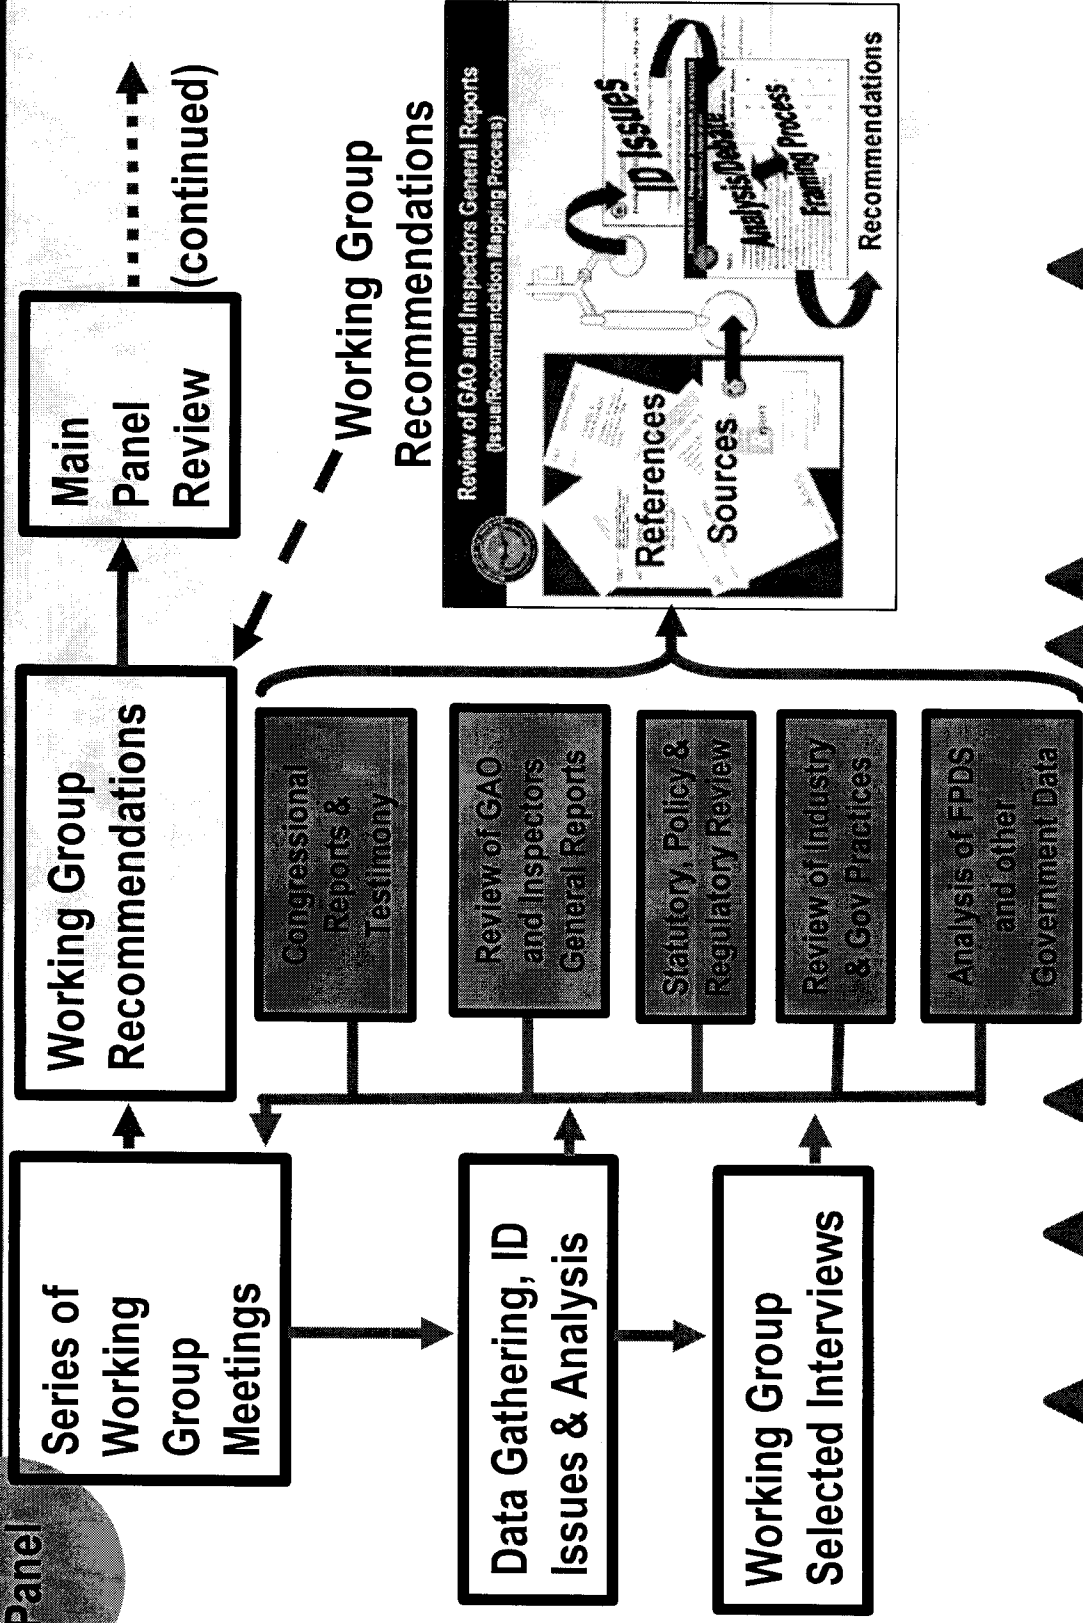 Panel
Series of
Working
Group
Meetings
Working Group
Recommendations
Main
Panel
Review
(continued)
Data Gathering, ID
Issues & Analysis
Working Group
Selected Interviews
Congressional
Reports &
Testimony
Review of GAO
and Inspectors
General Reports
Statutory, Policy &
Regulatory Review
Review of Industry
& Gov Practices
Analysis of FPDS
and other
Government Data
Working Group
Recommendations
Review of GAO and Inspectors General Reports
(Issue/Recommendation Mapping Process)
References
Sources
ID Issues
Analysis/Debate
Framing Process
Recommendations